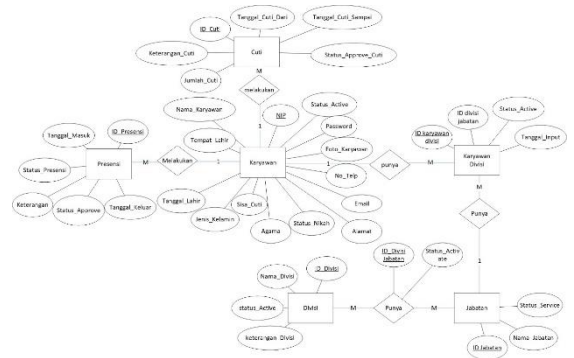 Tanggal_Cuti_Dari
Tanggal_Cuti_Sampai
ID_Cuti
Keterangan_Cuti
Cuti
Status_Approve_Cuti
Jumlah_Cuti
M
melakukan
Nama_Karyawan
NIP
Status_Active
ID divisi
jabatan
Status_Active
Password
ID_Presensi
Tanggal_Masuk
Tempat_Lahir
1
Foto_Karyawan
ID karyawan
divisi
Tanggal_Input
Presensi
M
Melakukan
1
Karyawan
1
punya
M
Karyawan
Divisi
Status_Presensi
No_Telp
M
Keterangan
Status_Approve
Tanggal_Keluar
Tanggal_Lahir
Jenis_Kelamin
Sisa_Cuti
Agama
Status_Nikah
Email
Alamat
Punya
ID_Divisi
Jabatan
Status_Activ
ate
1
Nama_Divisi
ID_Divisi
status_Active
Divisi
M
Punya
M
Jabatan
Status_Service
keterangan_Divisi
ID Jabatan
Nama_Jabatan